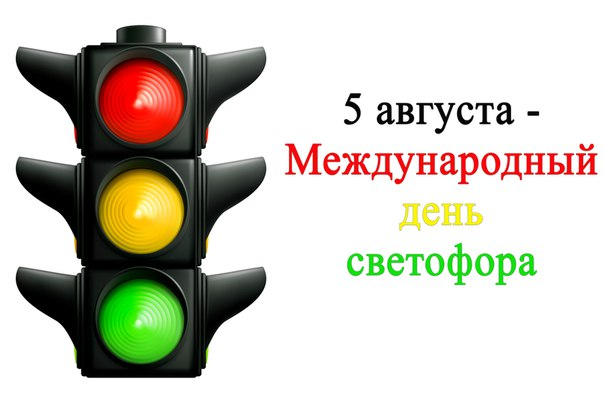 5 августа -
Международный
день
светофора